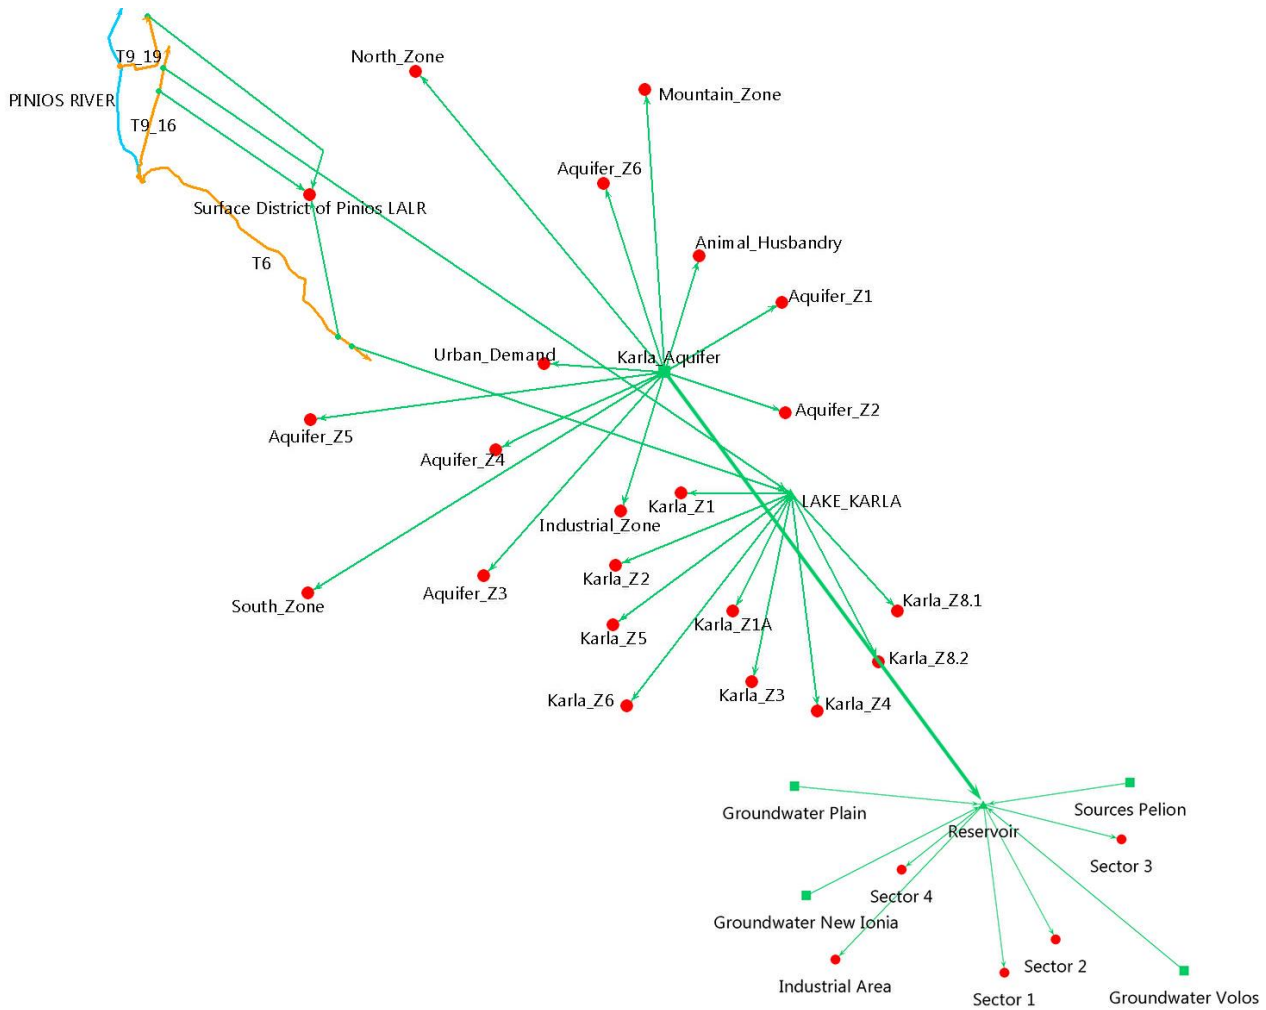 North_Zone
T9_19
Mountain_Zone
PINIOS RIVER
T9_16
Aquifer_Z6
Surface District of Pinios LALR
Animal_Husbandry
T6
Aquifer_Z1
Urban_Demand
Karla_Aquifer
Aquifer_Z2
Aquifer_Z5
Aquifer_Z4
LAKE_KARLA
Karla_Z1
Industrial_Zone
Karla_Z2
Aquifer_Z3
South_Zone
Karla_Z8.1
Karla_Z1A
Karla_Z5
Karla_Z8.2
Karla_Z3
Karla_Z6
Karla_Z4
Groundwater Plain
Sources Pelion
Reservoir
Sector 3
Sector 4
Groundwater New Ionia
Sector 2
Industrial Area
Sector 1
Groundwater Volos